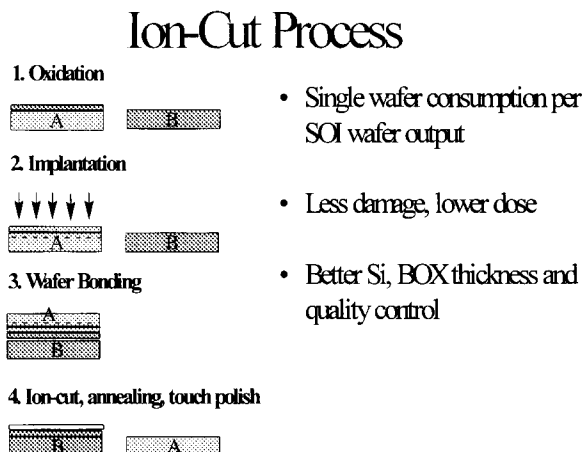 Ion-Cut Process
1. Oxidation
A
B
2. Implantation
A
B
3. Wafer Bonding
A
B
4. Ion-cut, annealing, touch polish
B
A
• Single wafer consumption per
SOI wafer output
• Less damage, lower dose
• Better Si, BOX thickness and
quality control